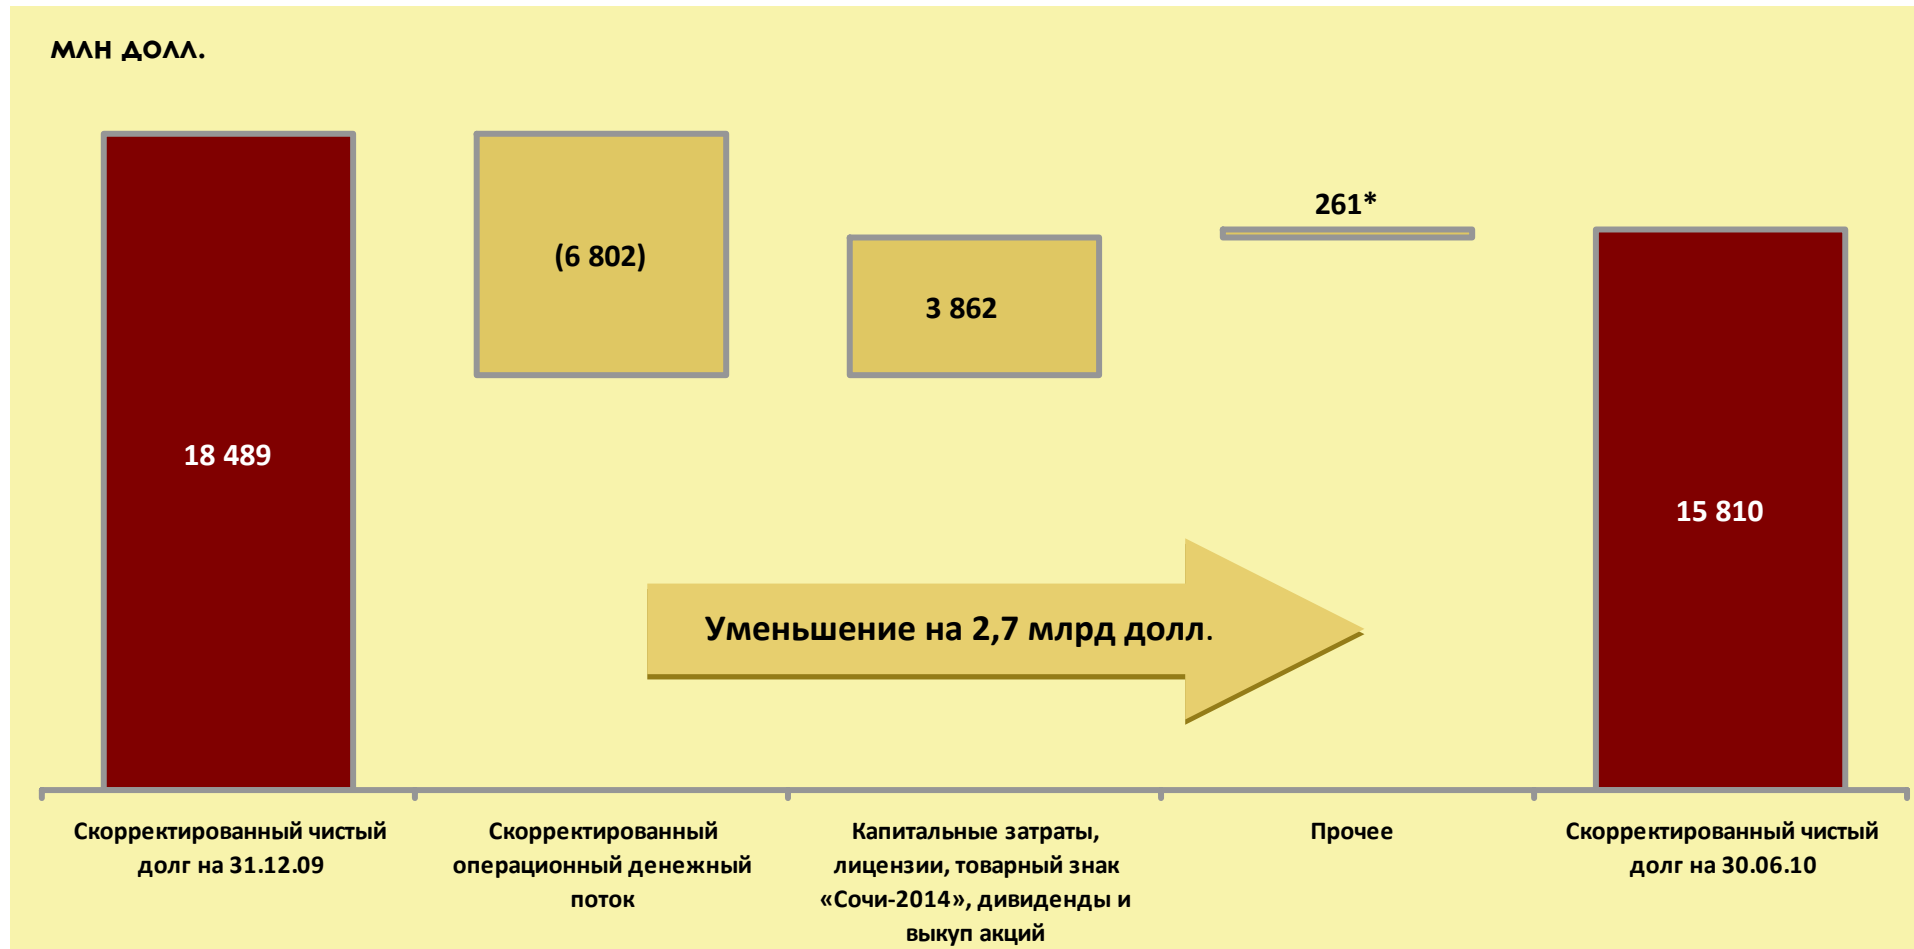 МЛН ДОЛЛ.
261*
(6 802)
3 862
18 489
15 810
Уменьшение на 2,7 млрд долл.
Скорректированный чистый
долг на 31.12.09
Скорректированный
операционный денежный
поток
Капитальные затраты,
лицензии, товарный знак
«Сочи-2014», дивиденды и
выкуп акций
Прочее
Скорректированный чистый
долг на 30.06.10